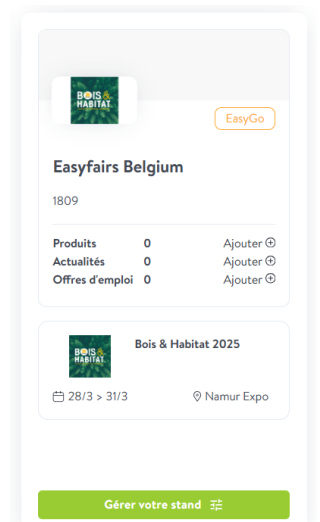 BOIS &
HABITAT
EasyGo
Easyfairs Belgium
1809
Produits 0 Ajouter
Actualités 0 Ajouter
Offres d'emploi 0 Ajouter
BOIS &
HABITAT
Bois & Habitat 2025
28/3 > 31/3 Namur Expo
Gérer votre stand